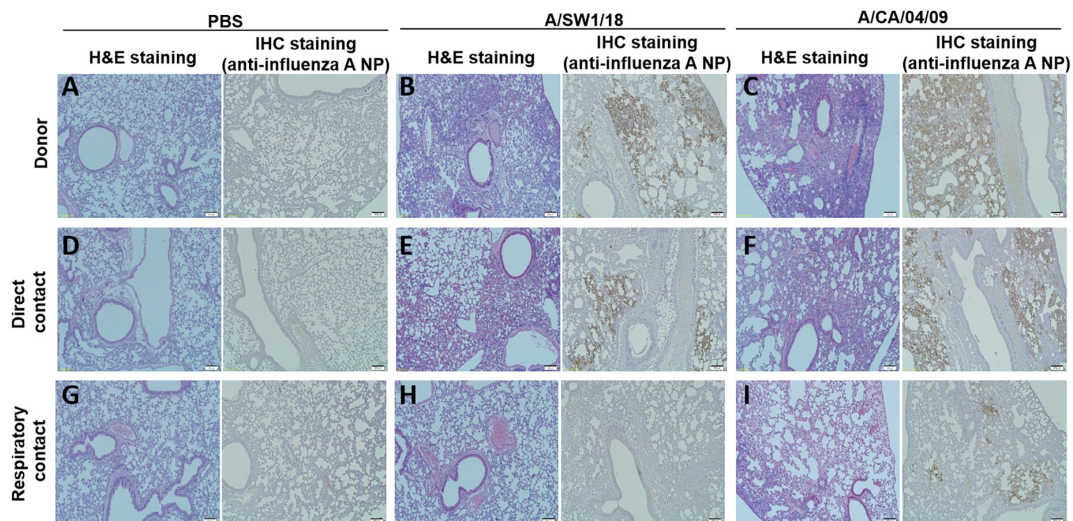 PBS
A/SW1/18
A/CA/04/09
H&E staining
IHC staining
(anti-influenza A NP)
H&E staining
IHC staining
(anti-influenza A NP)
H&E staining
IHC staining
(anti-influenza A NP)
Donor
A
B
C
Direct
contact
D
E
F
Respiratory
contact
G
H
I